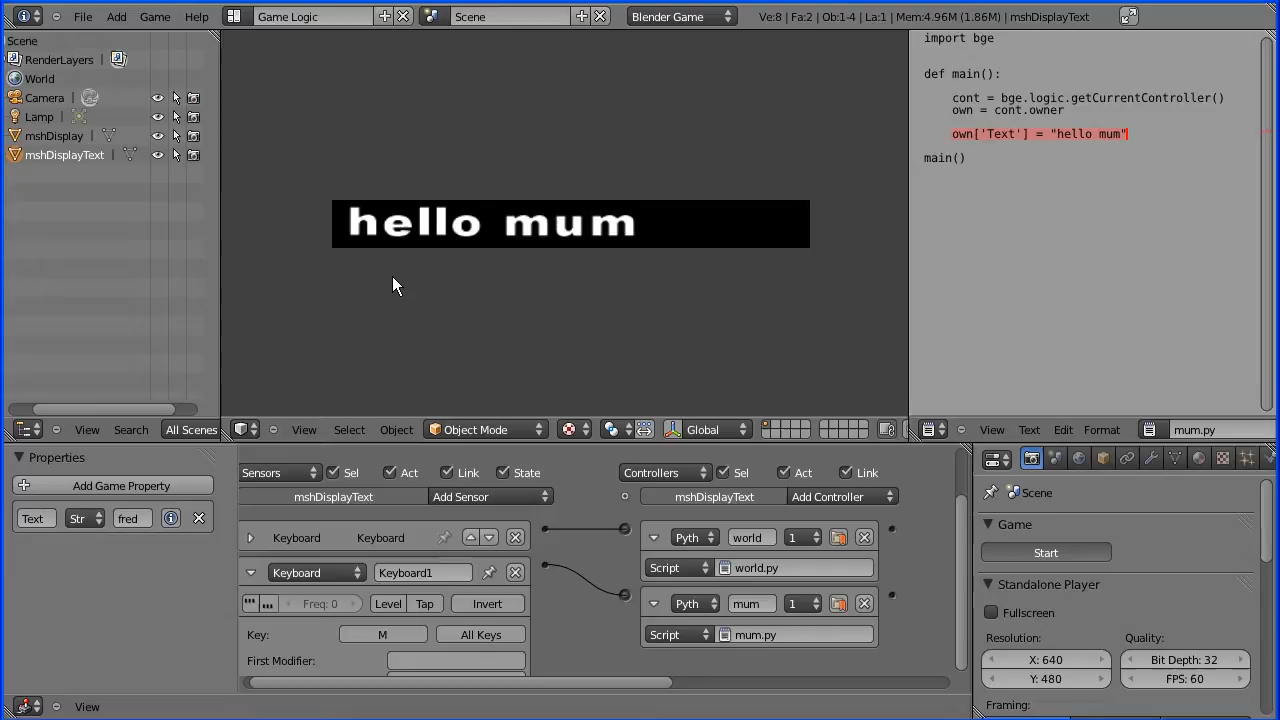 File Add Game Help Game Logic Scene Blender Game Ve:8 | Fa:2 | Ob:1-4 | La:1 | Mem:4.96M (1.86M) | mshDisplayText
Scene
RenderLayers |
World
Camera |
Lamp |
mshDisplay |
mshDisplayText |
hello mum
import bge
def main():
cont = bge.logic.getCurrentController()
own = cont.owner
own['Text'] = "hello mum"
main()
View Search All Scenes View Select Object Object Mode Global View Text Edit Format mum.py
Properties
Add Game Property
Text Str fred
Sensors Sel Act Link State
mshDisplayText Add Sensor
Keyboard Keyboard
Keyboard Keyboard1
Freq: 0 Level Tap Invert
Key: M All Keys
First Modifier:
Controllers Sel Act Link
mshDisplayText Add Controller
Pyth world 1
Script world.py
Pyth mum 1
Script mum.py
Scene
Game
Start
Standalone Player
Fullscreen
Resolution: Quality:
X: 640 Bit Depth: 32
Y: 480 FPS: 60
Framing:
View